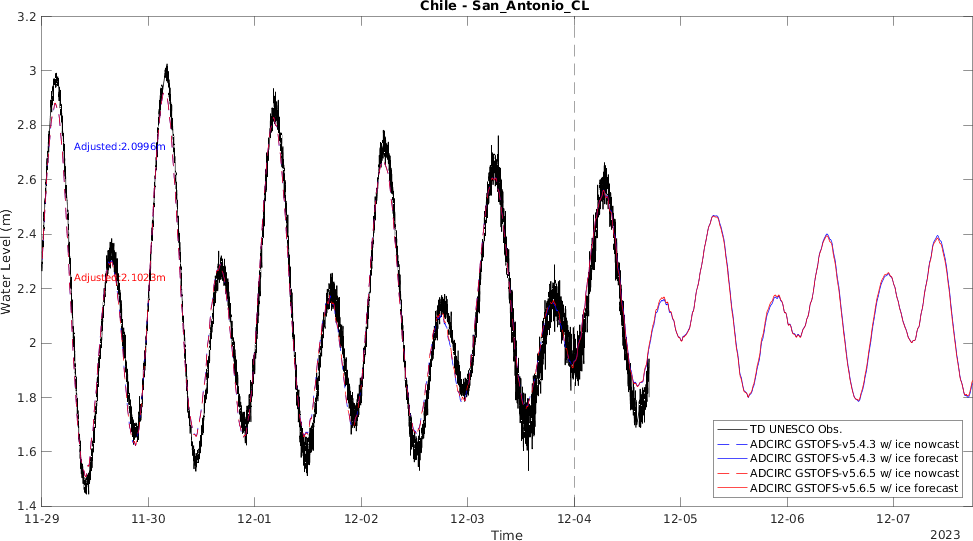 Chile - San_Antonio_CL
3.2
3
2.8
2.6
2.4
2.2
2
1.8
1.6
1.4
Water Level (m)
Adjusted:2.0996m
Adjusted:2.1023m
TD UNESCO Obs.
ADCIRC GSTOFS-v5.4.3 w/ ice nowcast
ADCIRC GSTOFS-v5.4.3 w/ ice forecast
ADCIRC GSTOFS-v5.6.5 w/ ice nowcast
ADCIRC GSTOFS-v5.6.5 w/ ice forecast
11-29 11-30 12-01 12-02 12-03 12-04 12-05 12-06 12-07
Time
2023